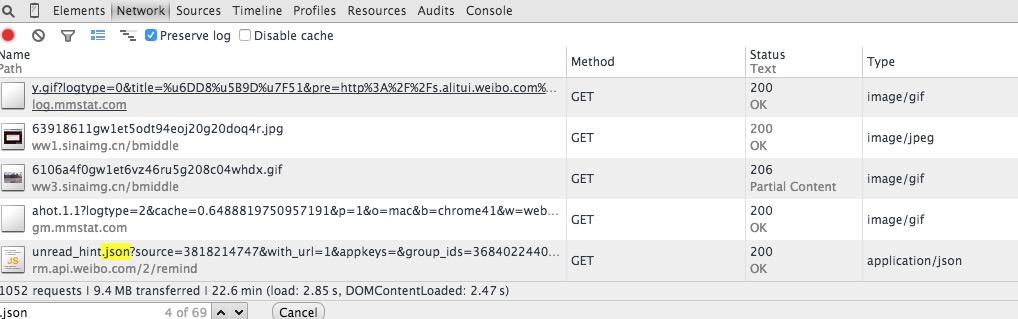 Elements Network Sources Timeline Profiles Resources Audits Console
Preserve log Disable cache
Name Method Status Type
Path Text
y.gif?logtype=0&title=%u6DD8%u5B9D%u7F51&pre=http%3A%2F%2Fs.alitui.weibo.com%... GET 200 image/gif
log.mmstat.com OK
63918611gw1et5odt94eoj20g20doq4r.jpg GET 200 image/jpeg
ww1.sinaimg.cn/bmiddle OK
6106a4f0gw1et6vz46ru5g208c04whdx.gif GET 206 image/gif
ww3.sinaimg.cn/bmiddle Partial Content
ahot.1.1?logtype=2&cache=0.6488819750957191&p=1&o=mac&b=chrome41&w=web... GET 200 image/gif
gm.mmstat.com OK
JS unread_hint.json?source=3818214747&with_url=1&appkeys=&group_ids=3684022440... GET 200 application/json
rm.api.weibo.com/2/remind OK
1052 requests | 9.4 MB transferred | 22.6 min (load: 2.85 s, DOMContentLoaded: 2.47 s)
.json 4 of 69 Cancel